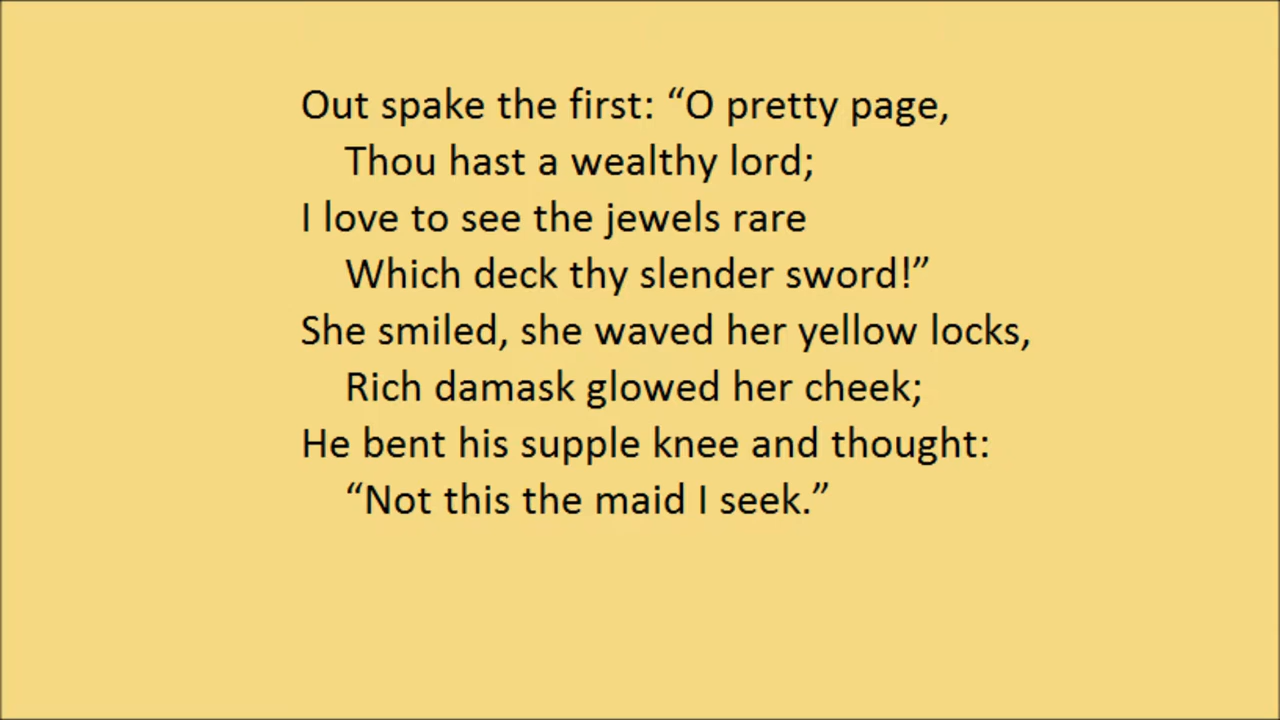 Out spake the first: “O pretty page,
Thou hast a wealthy lord;
I love to see the jewels rare
Which deck thy slender sword!”
She smiled, she waved her yellow locks,
Rich damask glowed her cheek;
He bent his supple knee and thought:
“Not this the maid I seek.”